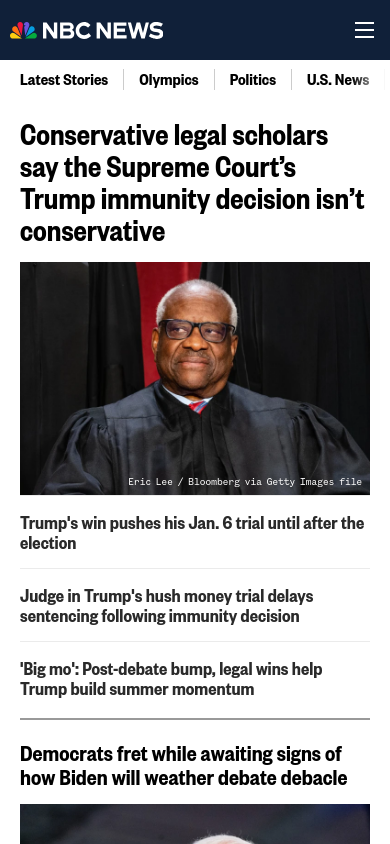 NBC NEWS
Latest Stories
Olympics
Politics
U.S. News
Conservative legal scholars
say the Supreme Court’s
Trump immunity decision isn’t
conservative
Eric Lee / Bloomberg via Getty Images file
Trump's win pushes his Jan. 6 trial until after the
election
Judge in Trump's hush money trial delays
sentencing following immunity decision
'Big mo': Post-debate bump, legal wins help
Trump build summer momentum
Democrats fret while awaiting signs of
how Biden will weather debate debacle